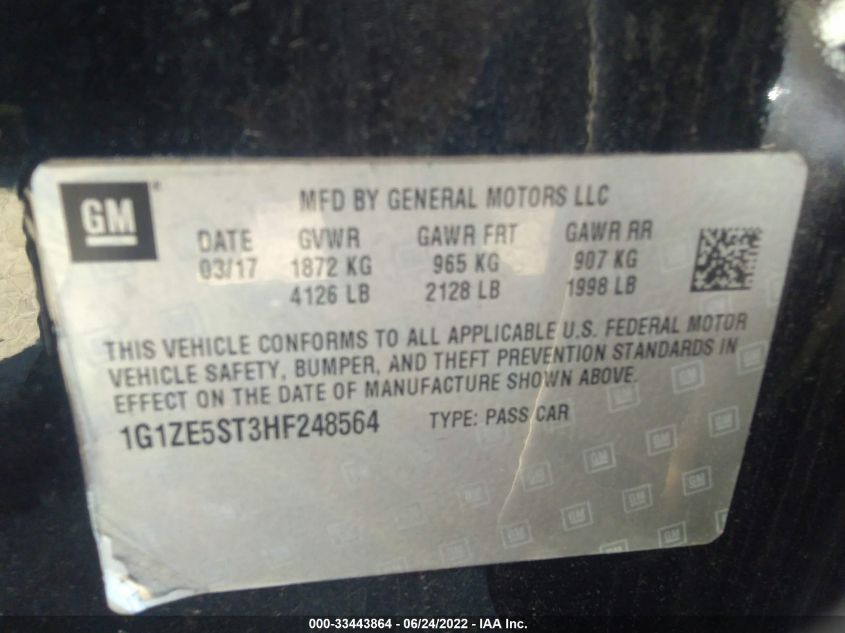 GM
MFD BY GENERAL MOTORS LLC
DATE GVWR GAWR FRT GAWR RR
03/17 1872 KG 965 KG 907 KG
4126 LB 2128 LB 1998 LB
THIS VEHICLE CONFORMS TO ALL APPLICABLE U.S. FEDERAL MOTOR
VEHICLE SAFETY, BUMPER, AND THEFT PREVENTION STANDARDS IN
EFFECT ON THE DATE OF MANUFACTURE SHOWN ABOVE.
1G1ZE5ST3HF248564 TYPE: PASS CAR
000-33443864 / 06/24/2022 / IAA Inc.